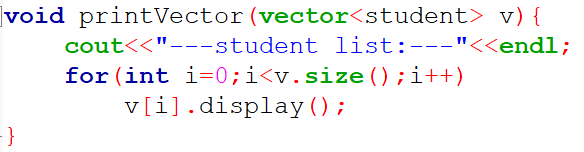 void printVector(vector<student> v){
    cout<<"---student list:---"<<endl;
    for(int i=0;i<v.size();i++)
        v[i].display();
}